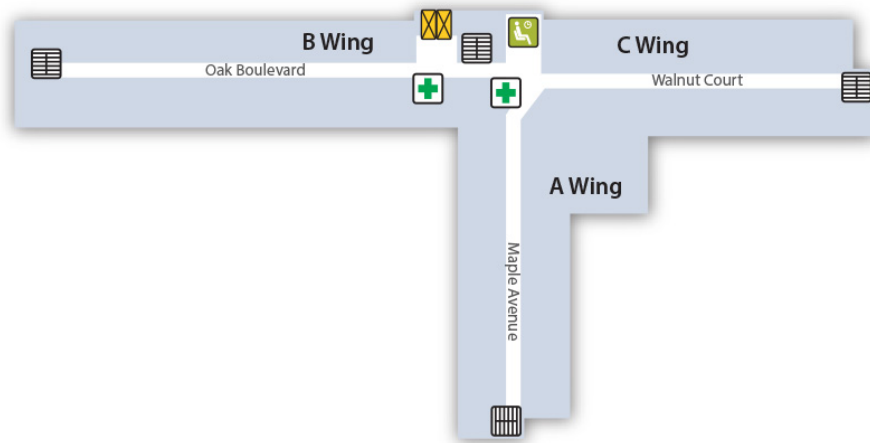 B Wing
C Wing
Oak Boulevard
Walnut Court
A Wing
Maple Avenue